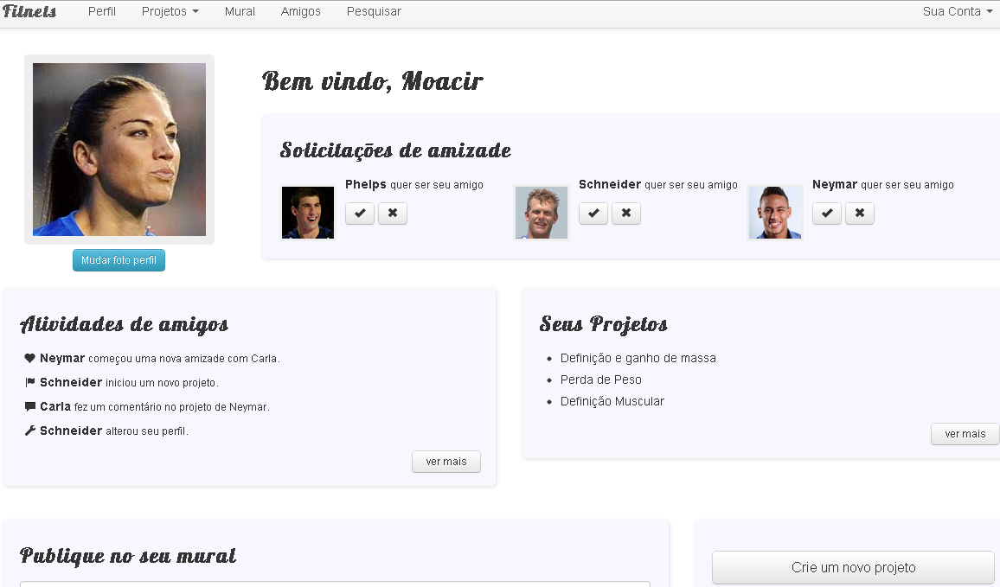 Fitnets
Perfil
Projetos
Mural
Amigos
Pesquisar
Sua Conta
Bem vindo, Moacir
Solicitações de amizade
Phelps quer ser seu amigo
Schneider quer ser seu amigo
Neymar quer ser seu amigo
Mudar foto perfil
Atividades de amigos
Neymar começou uma nova amizade com Carla.
Schneider iniciou um novo projeto.
Carla fez um comentário no projeto de Neymar.
Schneider alterou seu perfil.
ver mais
Seus Projetos
Definição e ganho de massa
Perda de Peso
Definição Muscular
ver mais
Publique no seu mural
Crie um novo projeto